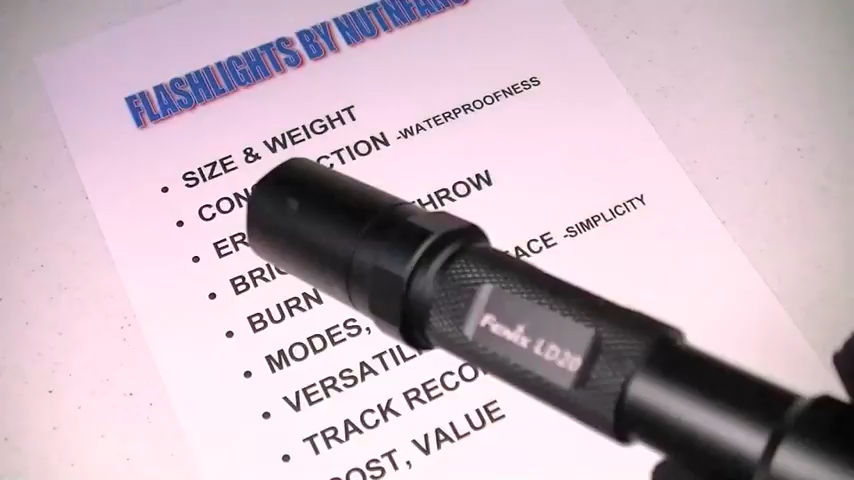 FLASHLIGHTS BY NUTNFANCY
• SIZE & WEIGHT
• CON CTION -WATERPROOFNESS
• ER THROW
• BRI FACE -SIMPLICITY
• BURN
• MODES,
• VERSATIL
• TRACK RECO
COST, VALUE
Fenix LD20